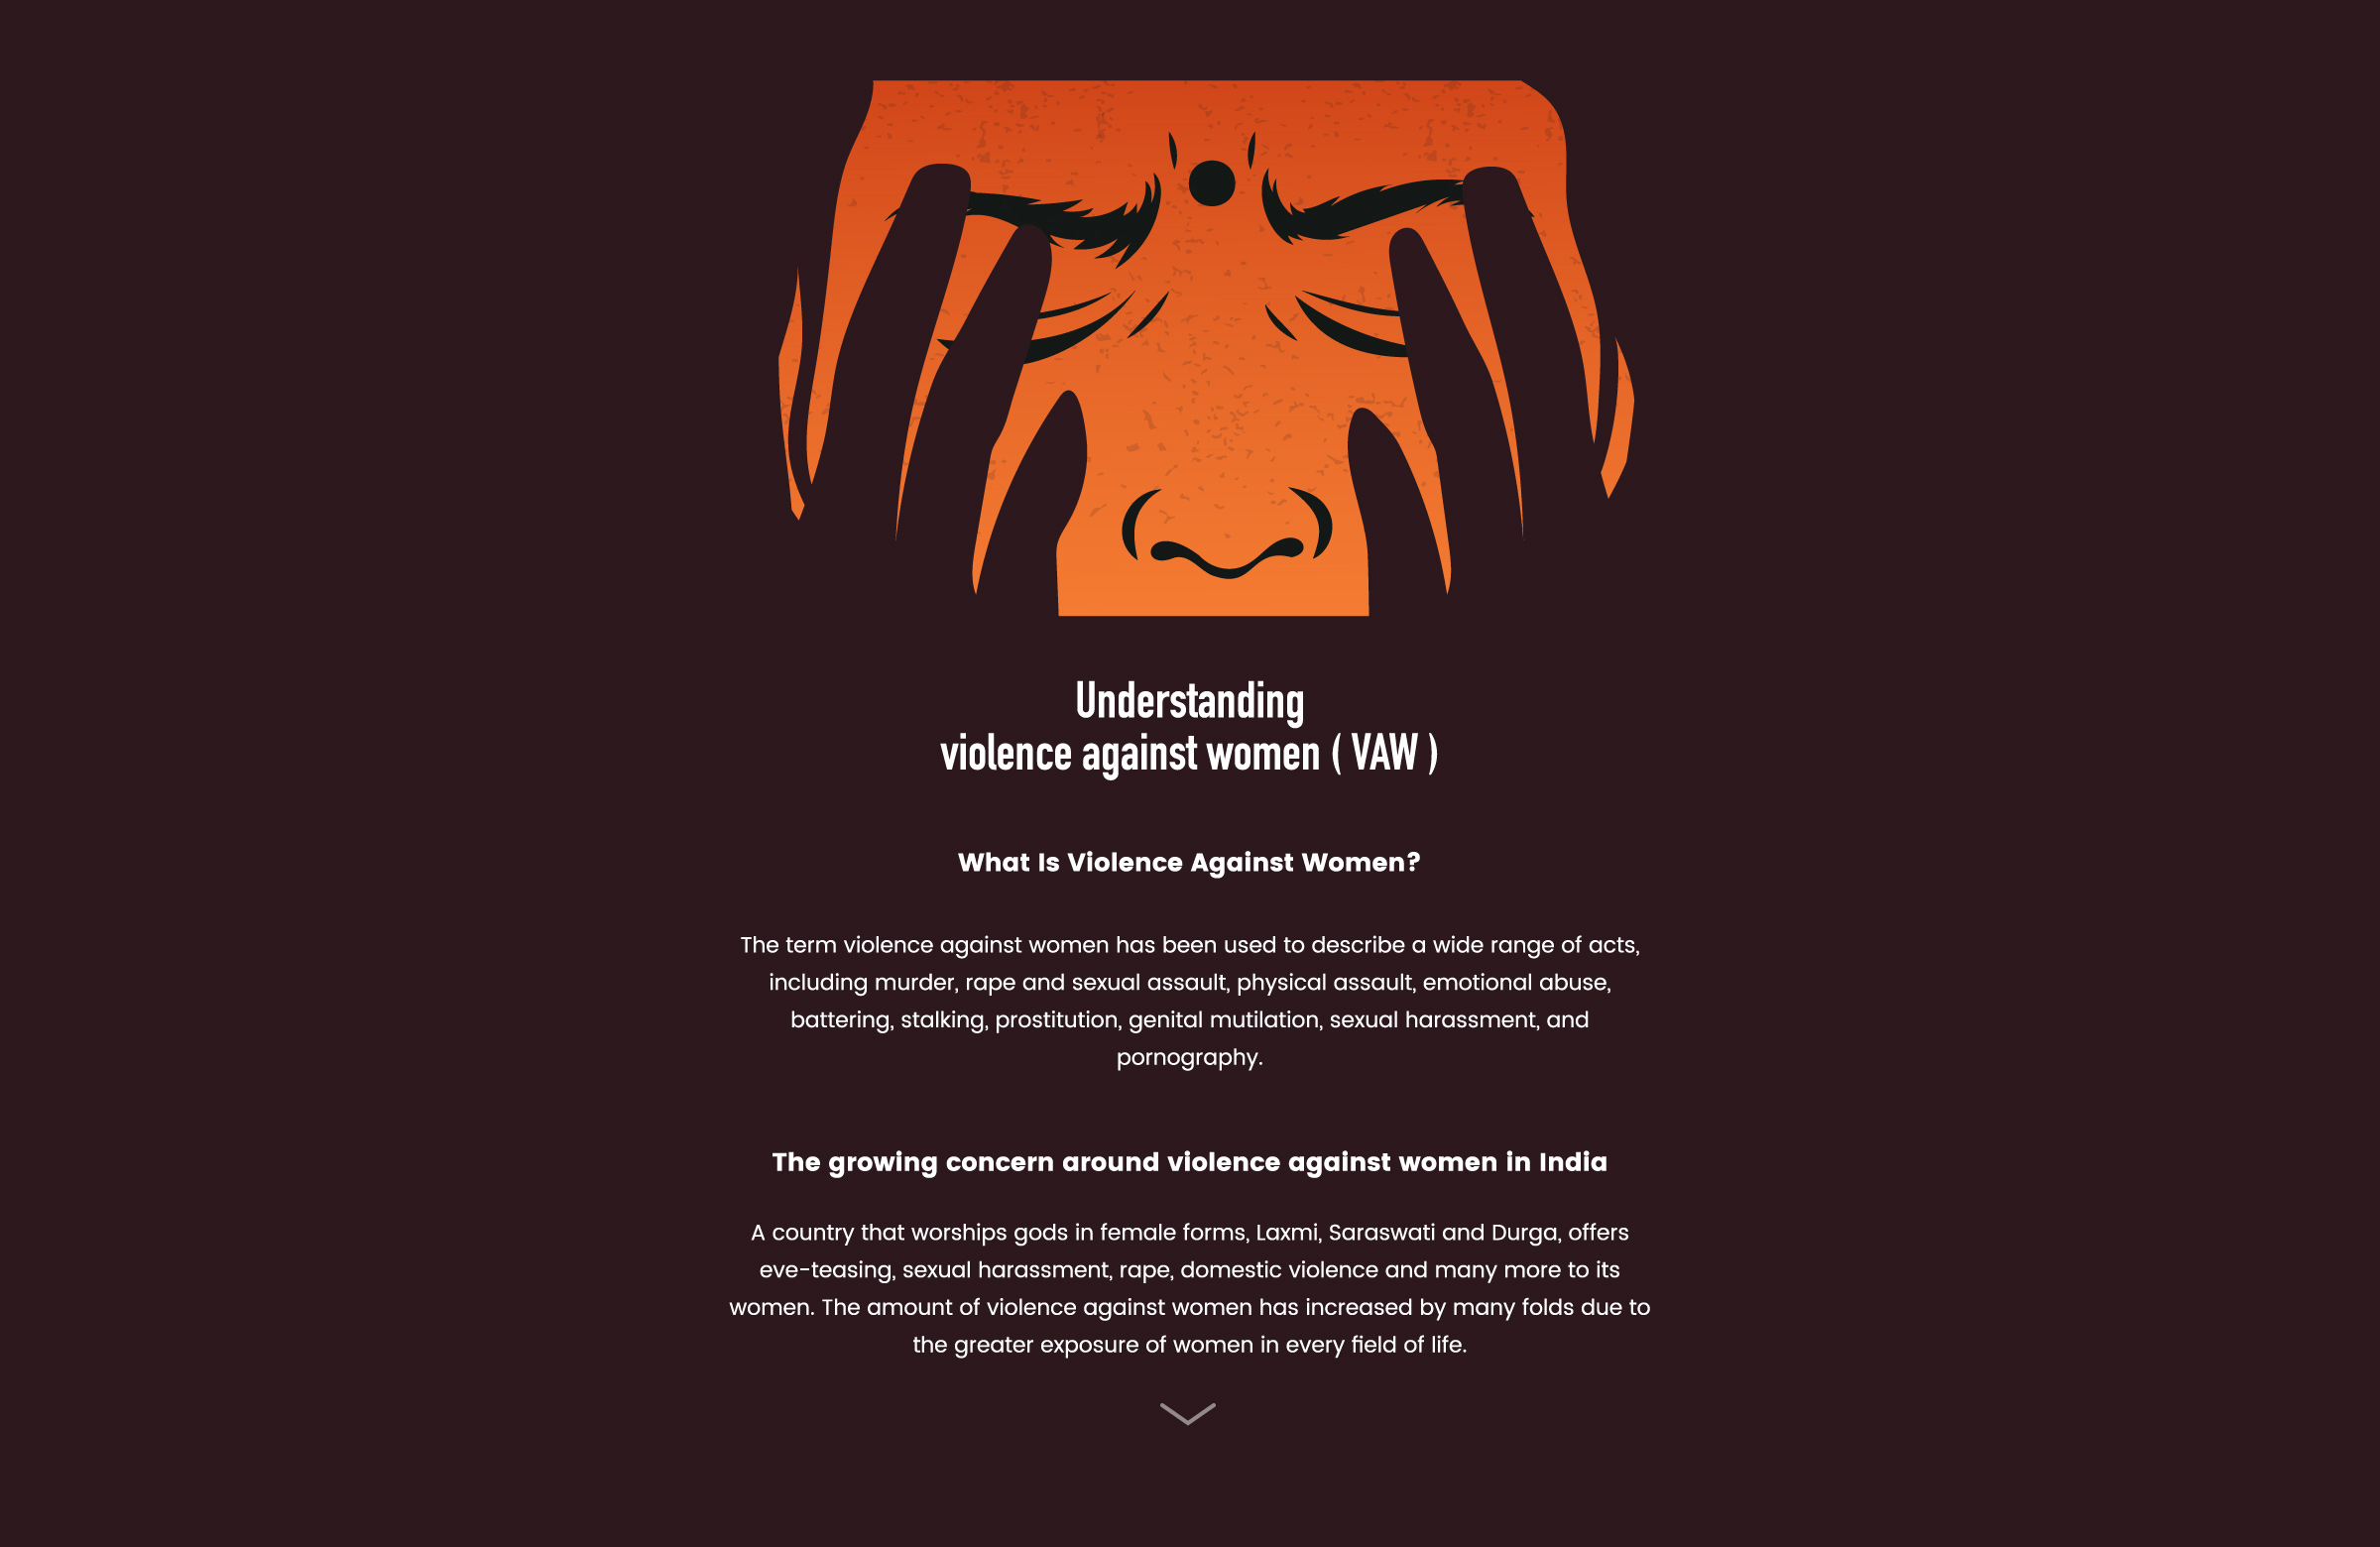 Understanding
violence against women ( VAW )
What Is Violence Against Women?
The term violence against women has been used to describe a wide range of acts,
including murder, rape and sexual assault, physical assault, emotional abuse,
battering, stalking, prostitution, genital mutilation, sexual harassment, and
pornography.
The growing concern around violence against women in India
A country that worships gods in female forms, Laxmi, Saraswati and Durga, offers
eve-teasing, sexual harassment, rape, domestic violence and many more to its
women. The amount of violence against women has increased by many folds due to
the greater exposure of women in every field of life.